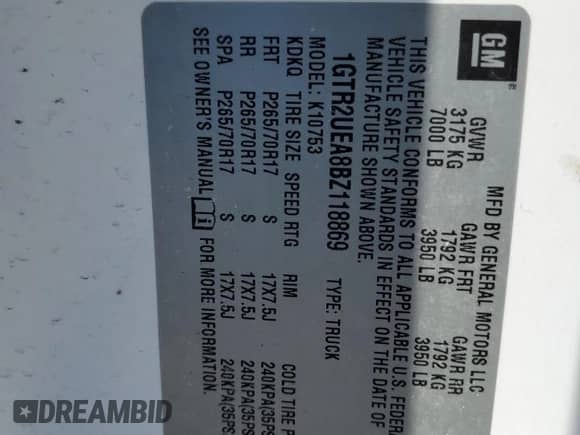 GM
MFD BY GENERAL MOTORS LLC
GVWR GAWR FRT GAWR RR
3175 KG 1792 KG 1792 KG
7000 LB 3950 LB 3950 LB
THIS VEHICLE CONFORMS TO ALL APPLICABLE U.S. FEDERA
VEHICLE SAFETY STANDARDS IN EFFECT ON THE DATE OF
MANUFACTURE SHOWN ABOVE.
1GTR2UEA8BZ118869 TYPE: TRUCK
MODEL: K10753
KDKQ TIRE SIZE SPEED RTG RIM COLD TIRE P
FRT P265/70R17 S 17X7.5J 240KPA(35PS
RR P265/70R17 S 17X7.5J 240KPA(35PS
SPA P265/70R17 S 17X7.5J 240KPA(35PS
SEE OWNER'S MANUAL i FOR MORE INFORMATION.
DREAMBID